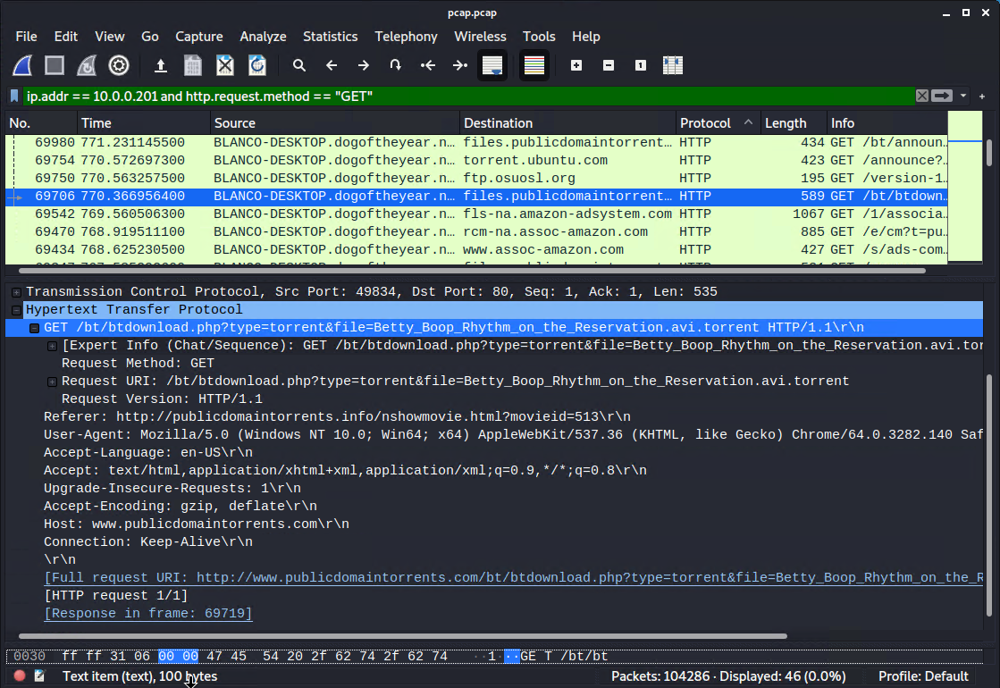 pcap.pcap
File Edit View Go Capture Analyze Statistics Telephony Wireless Tools Help
ip.addr == 10.0.0.201 and http.request.method == "GET"
No. Time Source Destination Protocol Length Info
69980 771.231145500 BLANCO-DESKTOP.dogoftheyear.n… files.publicdomaintorrent… HTTP 434 GET /bt/announ…
69754 770.572697300 BLANCO-DESKTOP.dogoftheyear.n… torrent.ubuntu.com HTTP 423 GET /announce?…
69750 770.563257500 BLANCO-DESKTOP.dogoftheyear.n… ftp.osuosl.org HTTP 195 GET /version-1…
69706 770.366956400 BLANCO-DESKTOP.dogoftheyear.n… files.publicdomaintorrent… HTTP 589 GET /bt/btdown…
69542 769.560506300 BLANCO-DESKTOP.dogoftheyear.n… fls-na.amazon-adsystem.com HTTP 1067 GET /1/associa…
69470 768.919511100 BLANCO-DESKTOP.dogoftheyear.n… rcm-na.assoc-amazon.com HTTP 885 GET /e/cm?t=pu…
69434 768.625230500 BLANCO-DESKTOP.dogoftheyear.n… www.assoc-amazon.com HTTP 427 GET /s/ads-com…
Transmission Control Protocol, Src Port: 49834, Dst Port: 80, Seq: 1, Ack: 1, Len: 535
Hypertext Transfer Protocol
GET /bt/btdownload.php?type=torrent&file=Betty_Boop_Rhythm_on_the_Reservation.avi.torrent HTTP/1.1\r\n
[Expert Info (Chat/Sequence): GET /bt/btdownload.php?type=torrent&file=Betty_Boop_Rhythm_on_the_Reservation.avi.tor
Request Method: GET
Request URI: /bt/btdownload.php?type=torrent&file=Betty_Boop_Rhythm_on_the_Reservation.avi.torrent
Request Version: HTTP/1.1
Referer: http://publicdomaintorrents.info/nshowmovie.html?movieid=513\r\n
User-Agent: Mozilla/5.0 (Windows NT 10.0; Win64; x64) AppleWebKit/537.36 (KHTML, like Gecko) Chrome/64.0.3282.140 Saf
Accept-Language: en-US\r\n
Accept: text/html,application/xhtml+xml,application/xml;q=0.9,*/*;q=0.8\r\n
Upgrade-Insecure-Requests: 1\r\n
Accept-Encoding: gzip, deflate\r\n
Host: www.publicdomaintorrents.com\r\n
Connection: Keep-Alive\r\n
\r\n
[Full request URI: http://www.publicdomaintorrents.com/bt/btdownload.php?type=torrent&file=Betty_Boop_Rhythm_on_the_R
[HTTP request 1/1]
[Response in frame: 69719]
0030 ff ff 31 06 00 00 47 45 54 20 2f 62 74 2f 62 74 ··1···GE T /bt/bt
Text item (text), 100 bytes Packets: 104286 · Displayed: 46 (0.0%) Profile: Default